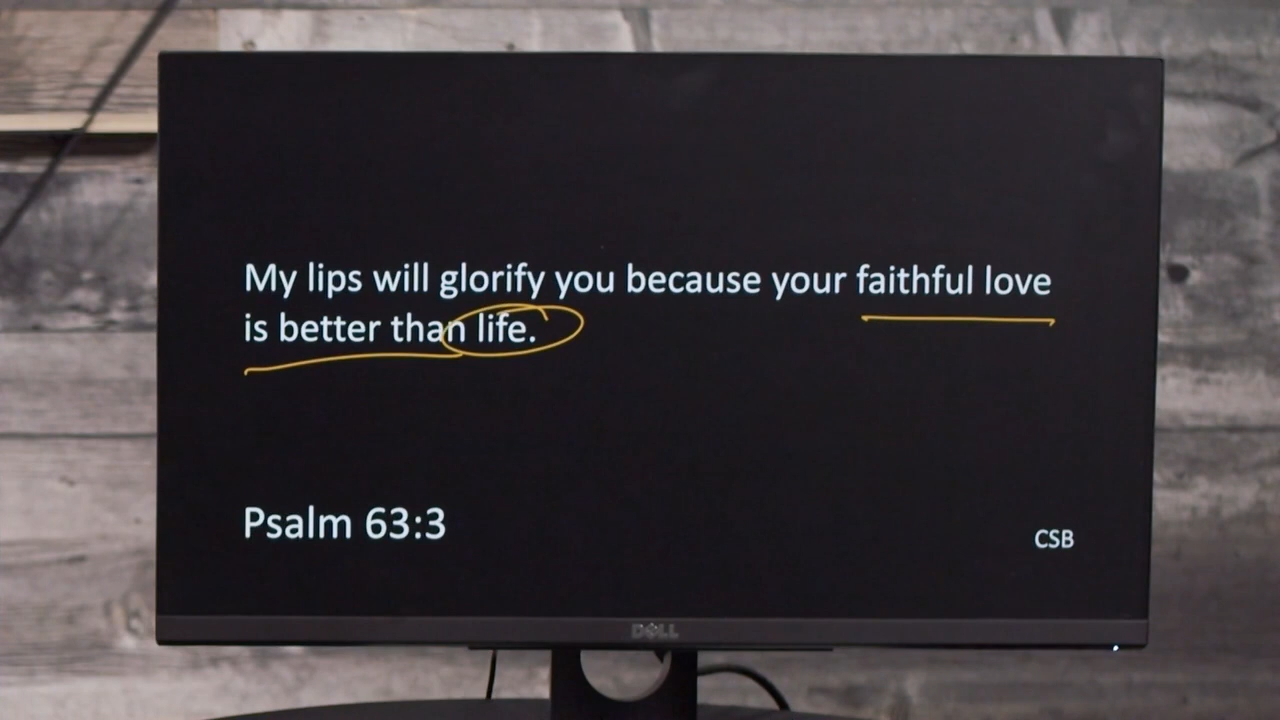 My lips will glorify you because your faithful love
is better than life.
Psalm 63:3
CSB
DELL